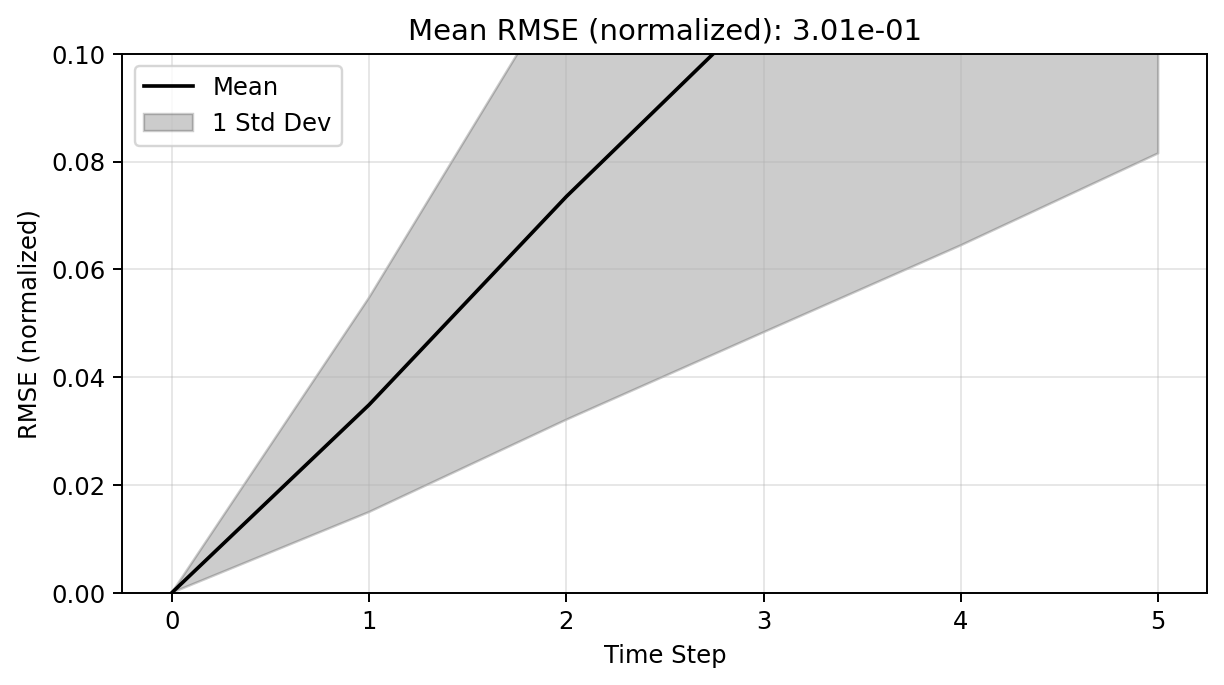 Mean RMSE (normalized): 3.01e-01
Mean
1 Std Dev
RMSE (normalized)
0.10
0.08
0.06
0.04
0.02
0.00
0 1 2 3 4 5
Time Step